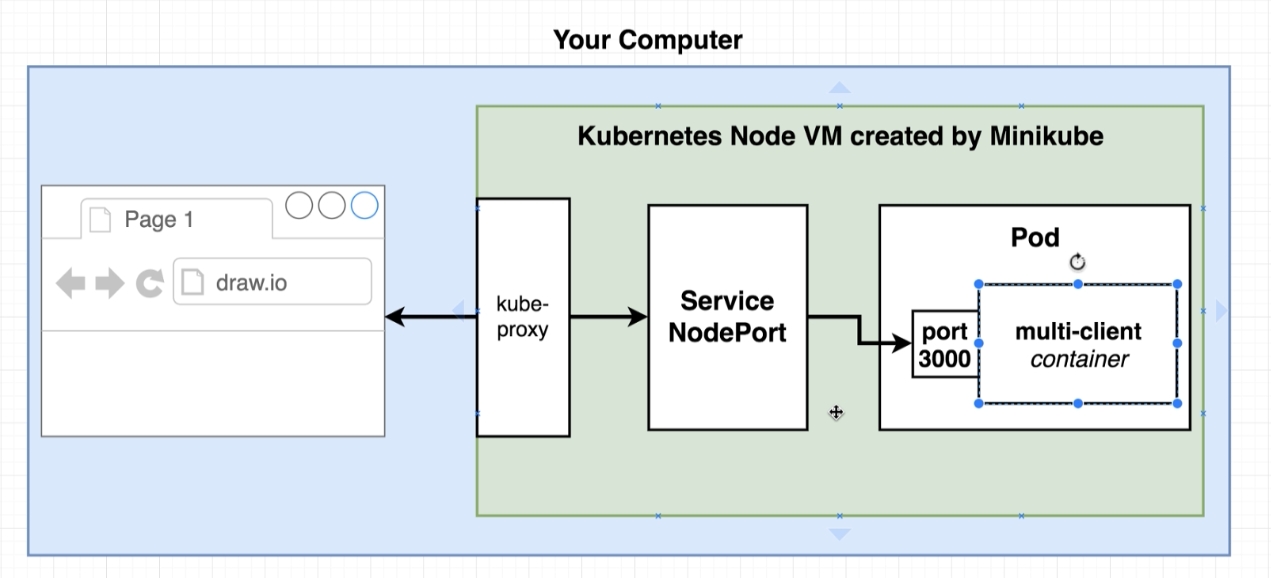 Your Computer
Kubernetes Node VM created by Minikube
Page 1
draw.io
kube-
proxy
Service
NodePort
Pod
port
3000
multi-client
container